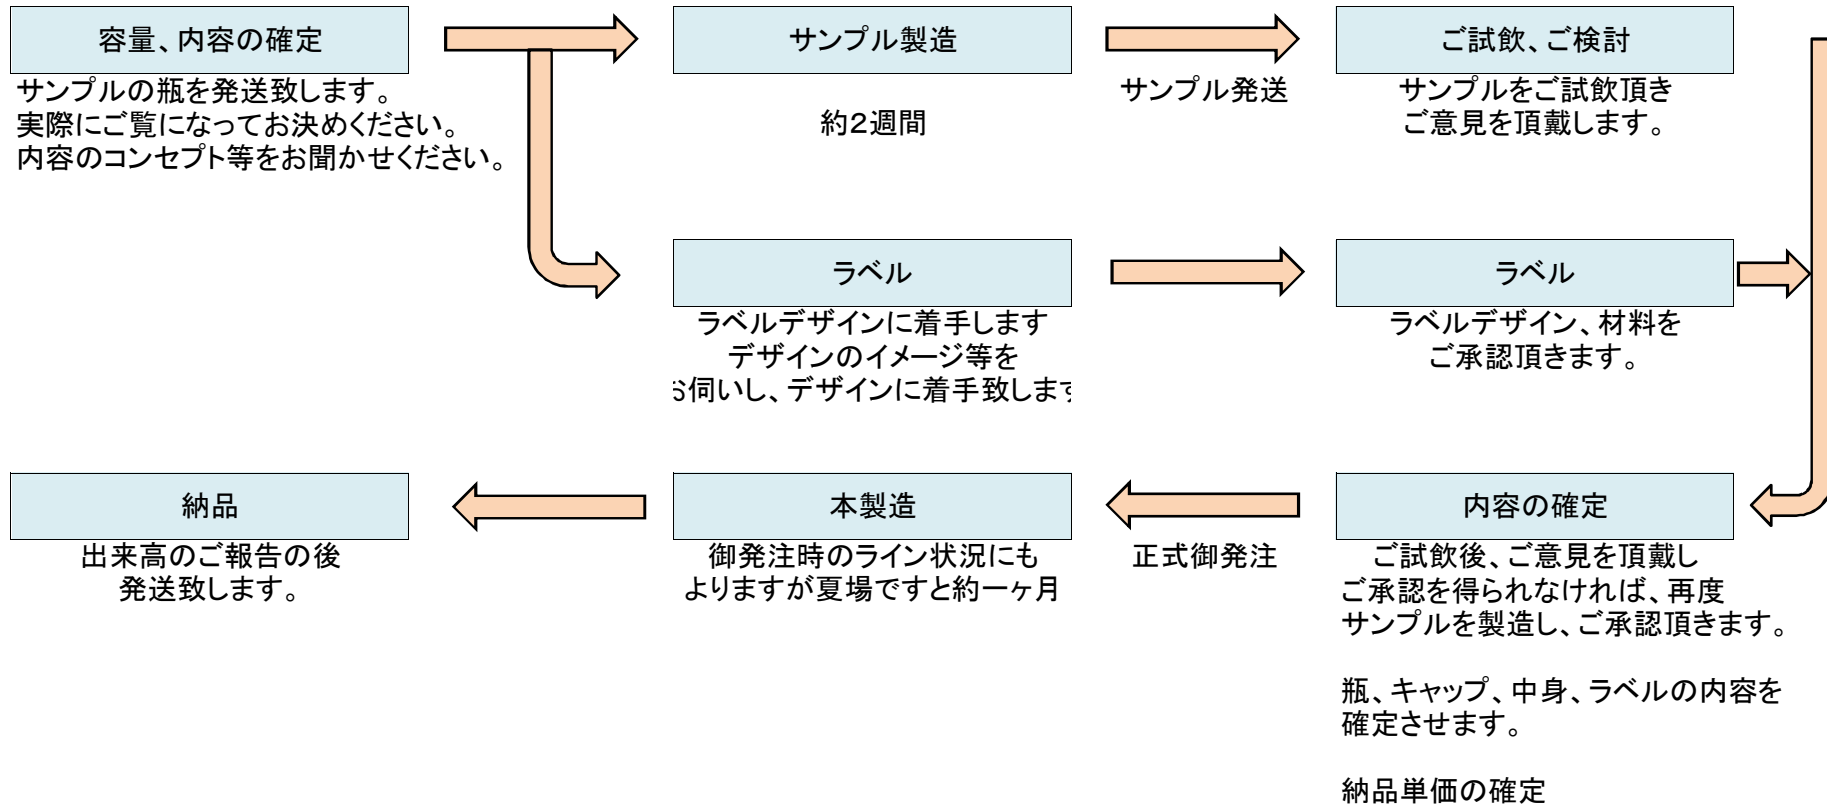 容量、内容の確定
サンプルの瓶を発送致します。
実際にご覧になってお決めください。
内容のコンセプト等をお聞かせください。
サンプル製造
約2週間
サンプル発送
ご試飲、ご検討
サンプルをご試飲頂き
ご意見を頂戴します。
ラベル
ラベルデザインに着手します
デザインのイメージ等を
伺いし、デザインに着手致します
ラベル
ラベルデザイン、材料を
ご承認頂きます。
内容の確定
ご試飲後、ご意見を頂戴し
ご承認を得られなければ、再度
サンプルを製造し、ご承認頂きます。
瓶、キャップ、中身、ラベルの内容を
確定させます。
納品単価の確定
正式御発注
本製造
御発注時のライン状況にも
よりますが夏場ですと約一ヶ月
納品
出来高のご報告の後
発送致します。